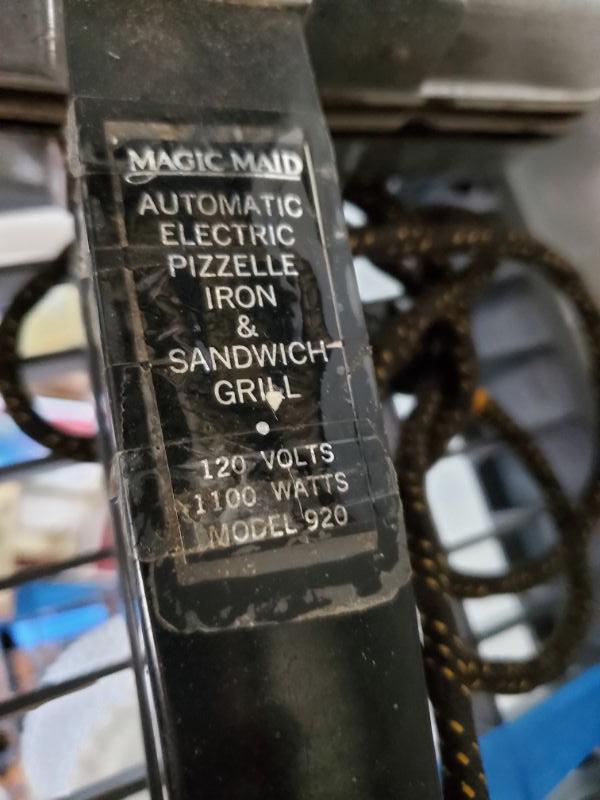 MAGIC MAID
AUTOMATIC
ELECTRIC
PIZZELLE
IRON
&
SANDWICH
GRILL
120 VOLTS
1100 WATTS
MODEL 920